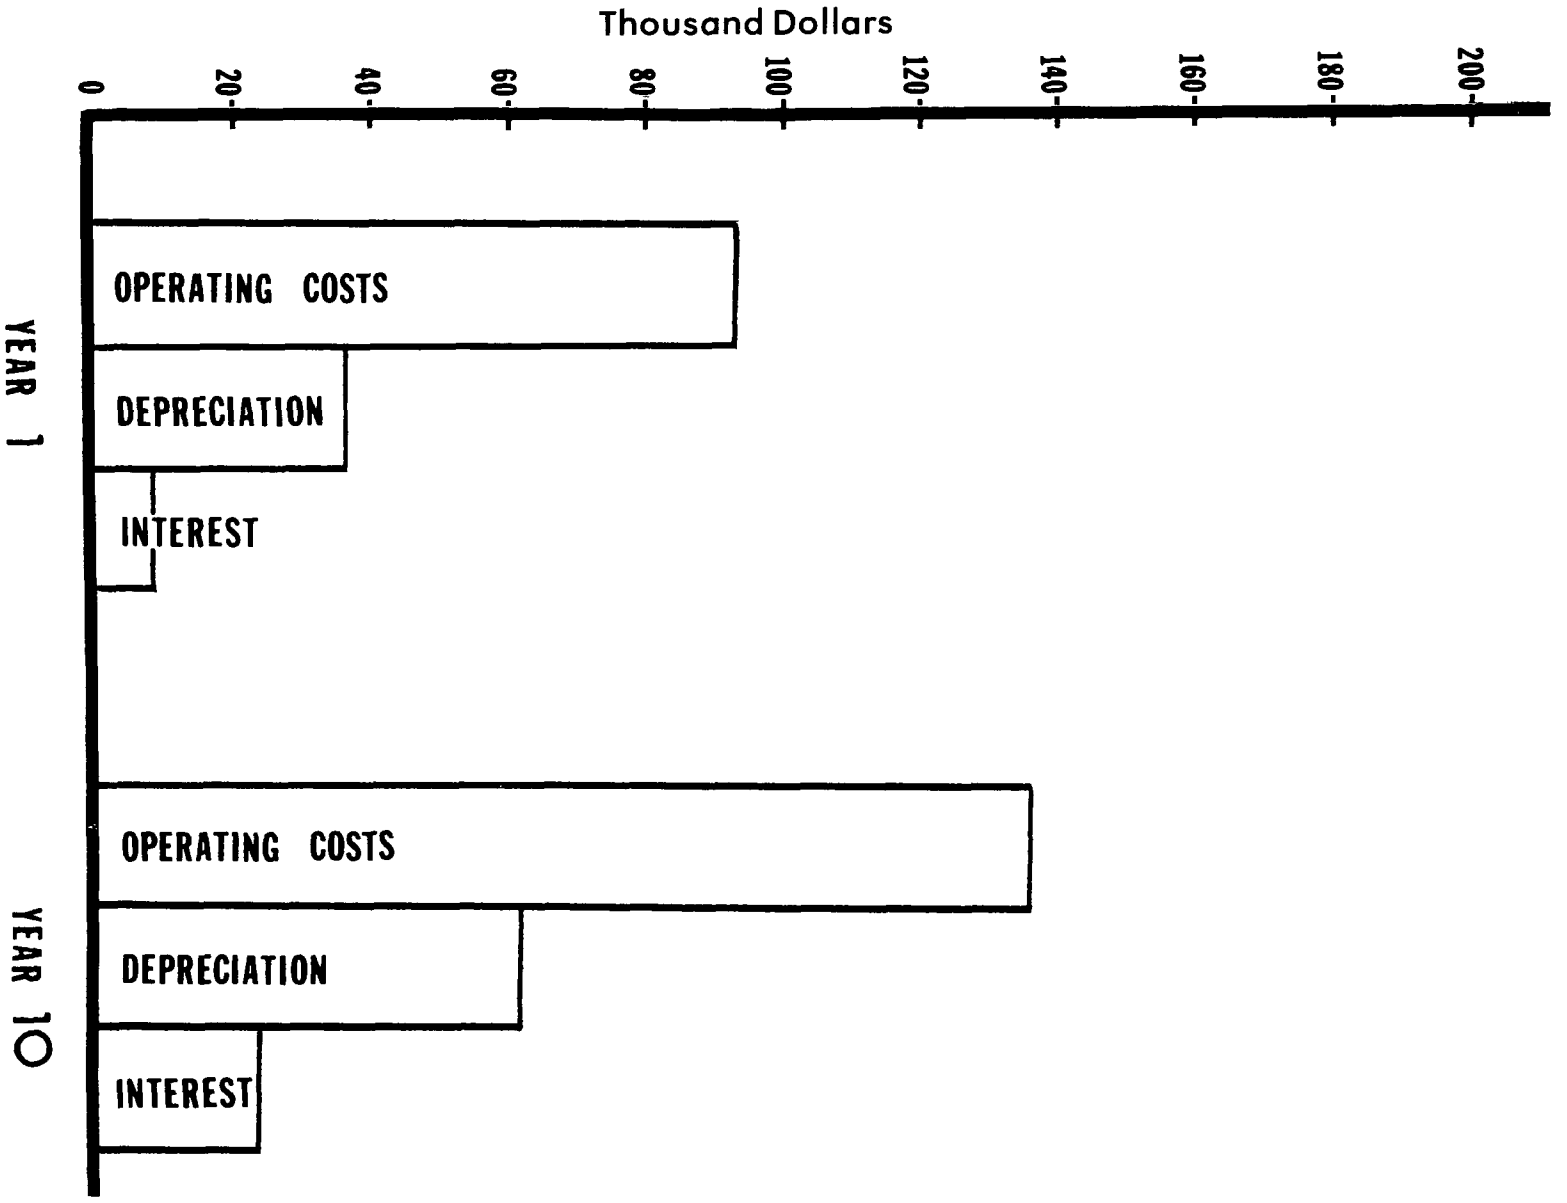 Thousand Dollars
0 20 40 60 80 100 120 140 160 180 200
YEAR 1
OPERATING COSTS
DEPRECIATION
INTEREST
YEAR 10
OPERATING COSTS
DEPRECIATION
INTEREST